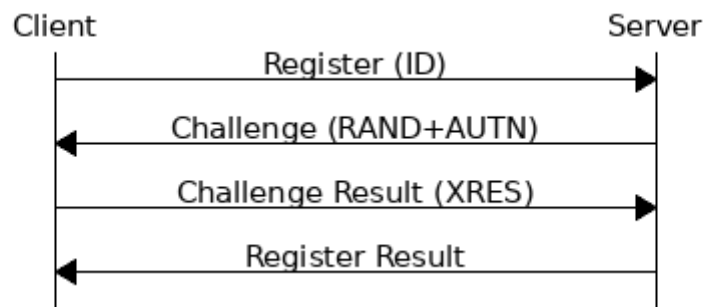 Client
Server
Register (ID)
Challenge (RAND+AUTN)
Challenge Result (XRES)
Register Result